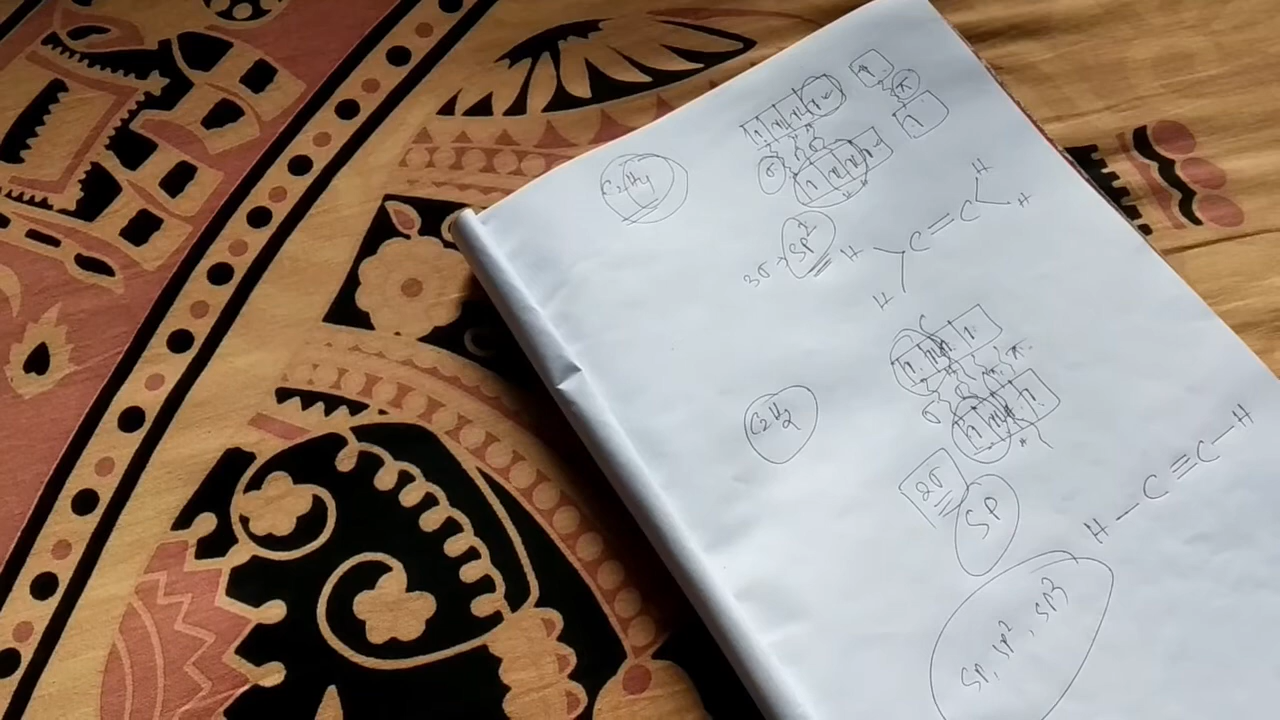 C₂H₄
π
σ
3σ → SP²
H C = C H
H H
C₂H₂
σ π
2σ
SP
H - C ≡ C - H
SP, SP², SP3